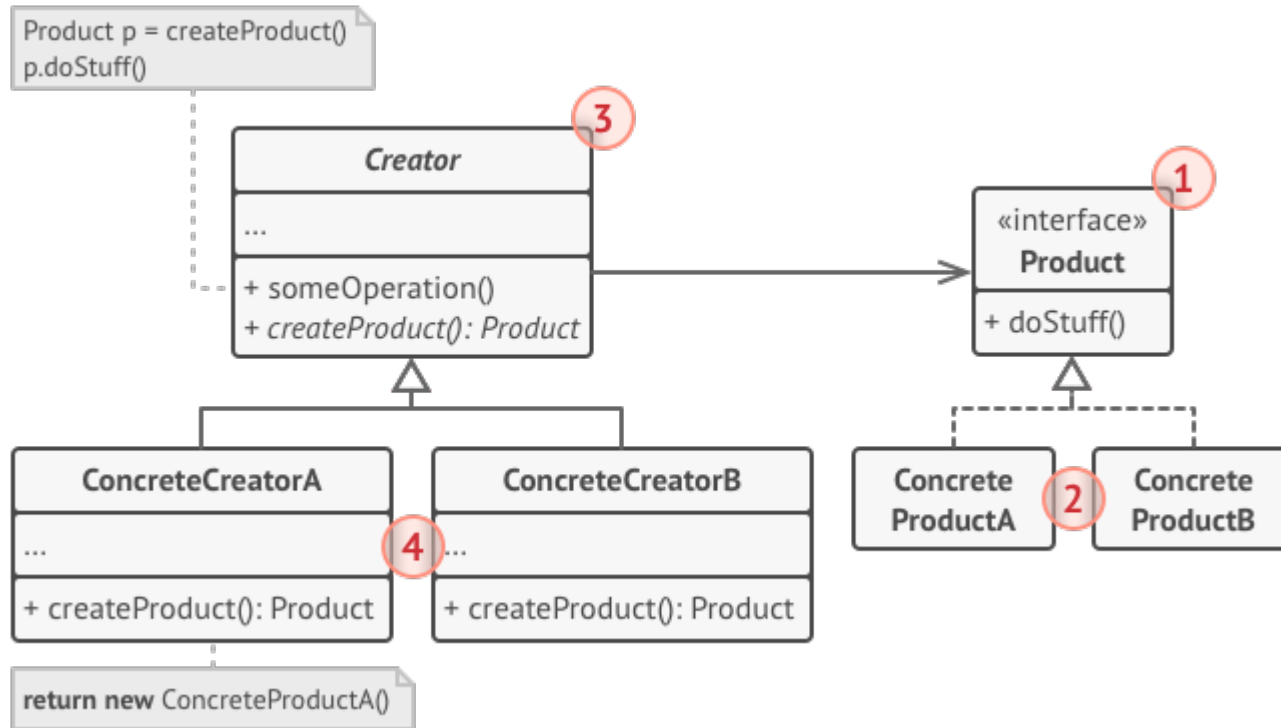 Product p = createProduct()
p.doStuff()
3
Creator
...
+ someOperation()
+ createProduct(): Product
1
«interface»
Product
+ doStuff()
ConcreteCreatorA
...
+ createProduct(): Product
4
ConcreteCreatorB
...
+ createProduct(): Product
Concrete
ProductA
2
Concrete
ProductB
return new ConcreteProductA()